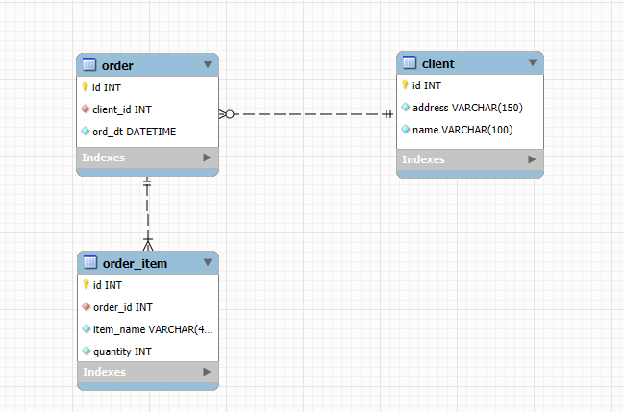 order
id INT
client_id INT
ord_dt DATETIME
Indexes
client
id INT
address VARCHAR(150)
name VARCHAR(100)
Indexes
order_item
id INT
order_id INT
item_name VARCHAR(4...
quantity INT
Indexes